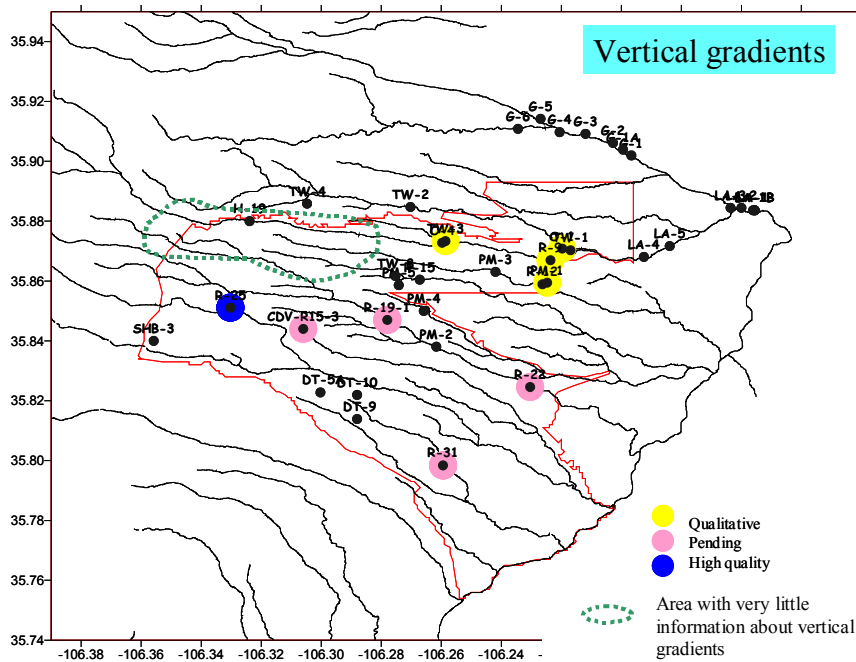 Vertical gradients
35.94
35.92
35.90
35.88
35.86
35.84
35.82
35.80
35.78
35.76
35.74
-106.38 -106.36 -106.34 -106.32 -106.30 -106.28 -106.26 -106.24
G-5
G-6 G-4 G-3
G-2
G-1A
G-1
TW-4 TW-2
H-19
LA-5
LA-4
R-9
PM-3
PM-5
PM-4
R-25
CDV-R15-3
R-19-1
SHB-3
PM-2
DT-5A DT-10
DT-9
R-22
R-31
Qualitative
Pending
High quality
Area with very little
information about vertical
gradients